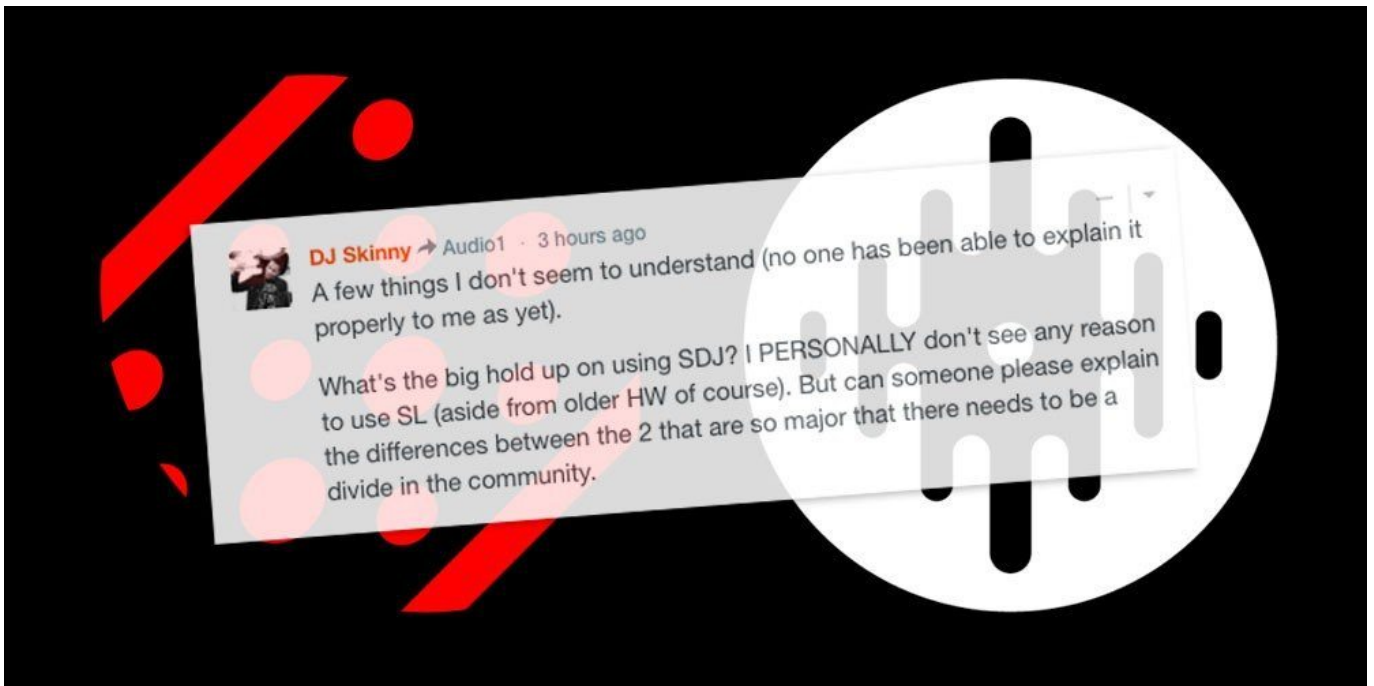 DJ Skinny Audio1 · 3 hours ago
A few things I don't seem to understand (no one has been able to explain it
properly to me as yet).
What's the big hold up on using SDJ? I PERSONALLY don't see any reason
to use SL (aside from older HW of course). But can someone please explain
the differences between the 2 that are so major that there needs to be a
divide in the community.